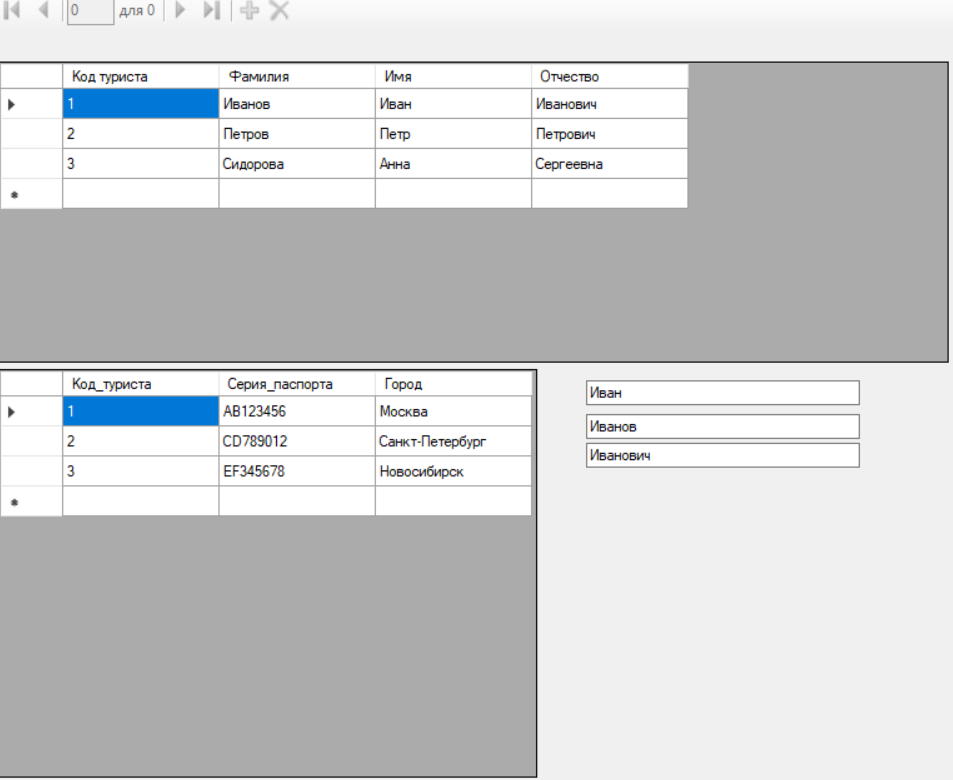 0 для 0
Код туриста Фамилия Имя Отчество
1 Иванов Иван Иванович
2 Петров Петр Петрович
3 Сидорова Анна Сергеевна
Код_туриста Серия_паспорта Город
1 AB123456 Москва
2 CD789012 Санкт-Петербург
3 EF345678 Новосибирск
Иван
Иванов
Иванович